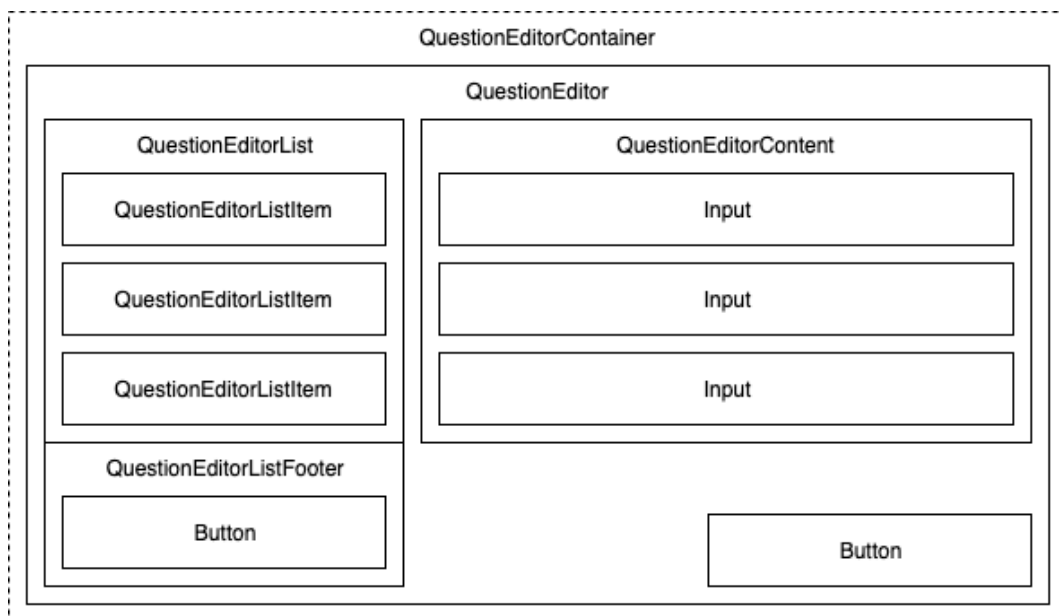 QuestionEditorContainer
QuestionEditor
QuestionEditorList
QuestionEditorListItem
QuestionEditorListItem
QuestionEditorListItem
QuestionEditorListFooter
Button
QuestionEditorContent
Input
Input
Input
Button